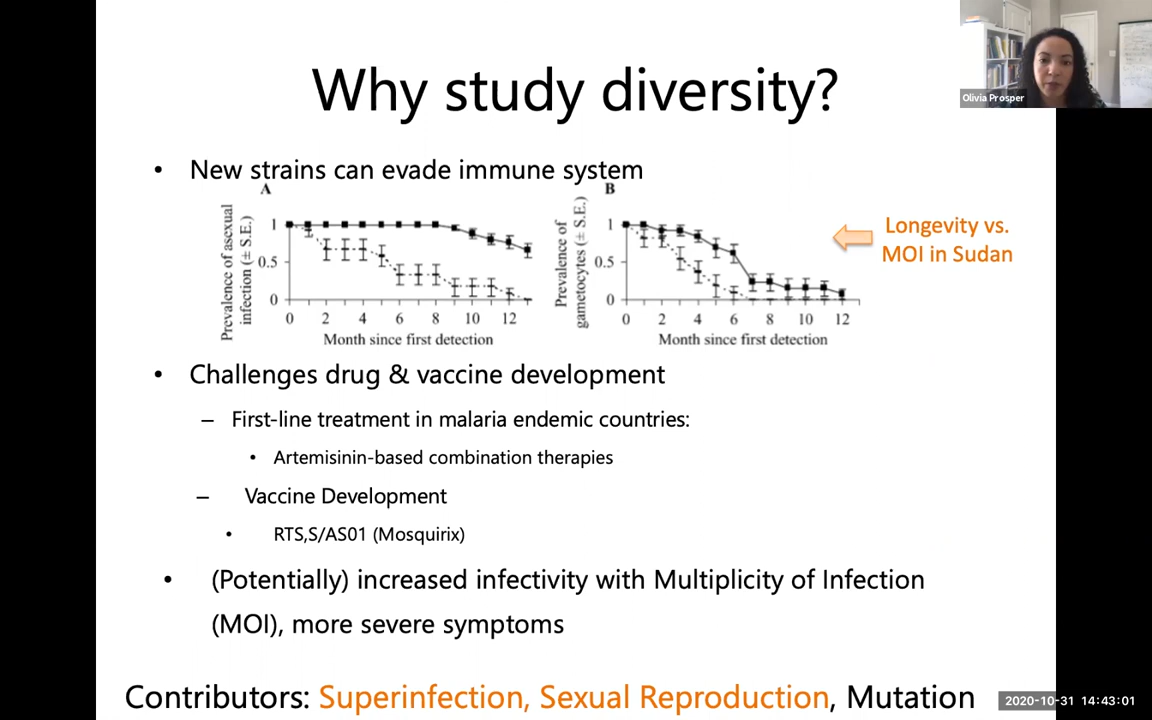 Why study diversity?
Olivia Prosper
• New strains can evade immune system
A
Prevalence of asexual
infection (± S.E.)
1
0.5
0
0 2 4 6 8 10 12
Month since first detection
B
Prevalence of
gametocytes (± S.E.)
1
0.5
0
0 2 4 6 8 10 12
Month since first detection
Longevity vs.
MOI in Sudan
• Challenges drug & vaccine development
– First-line treatment in malaria endemic countries:
• Artemisinin-based combination therapies
– Vaccine Development
• RTS,S/AS01 (Mosquirix)
• (Potentially) increased infectivity with Multiplicity of Infection
(MOI), more severe symptoms
Contributors: Superinfection, Sexual Reproduction, Mutation
2020-10-31 14:43:01